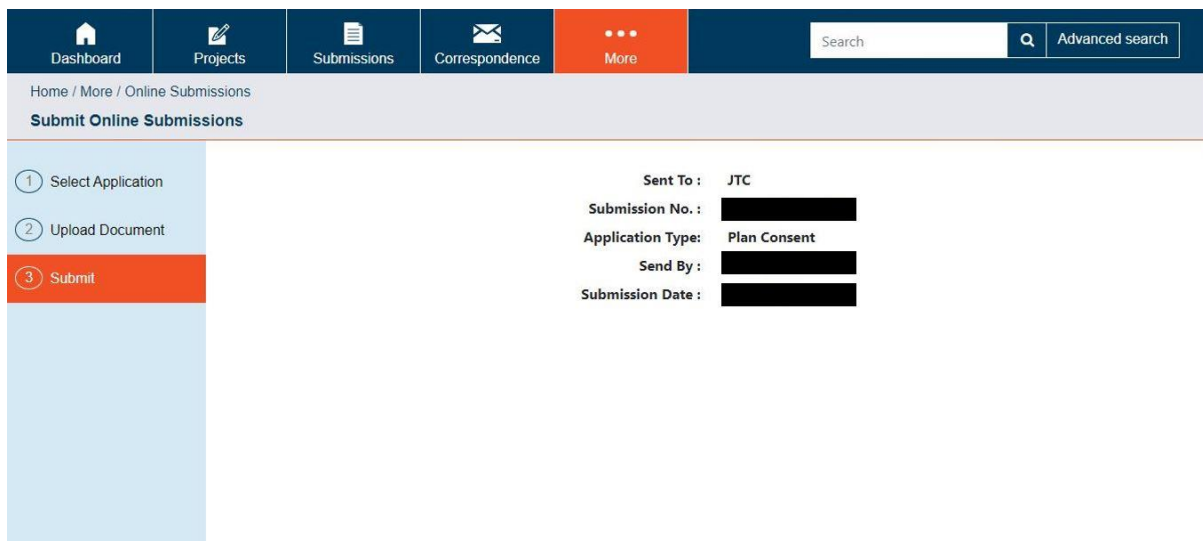 Dashboard
Projects
Submissions
Correspondence
More
Search
Advanced search
Home / More / Online Submissions
Submit Online Submissions
1 Select Application
2 Upload Document
3 Submit
Sent To : JTC
Submission No. :
Application Type: Plan Consent
Send By :
Submission Date :